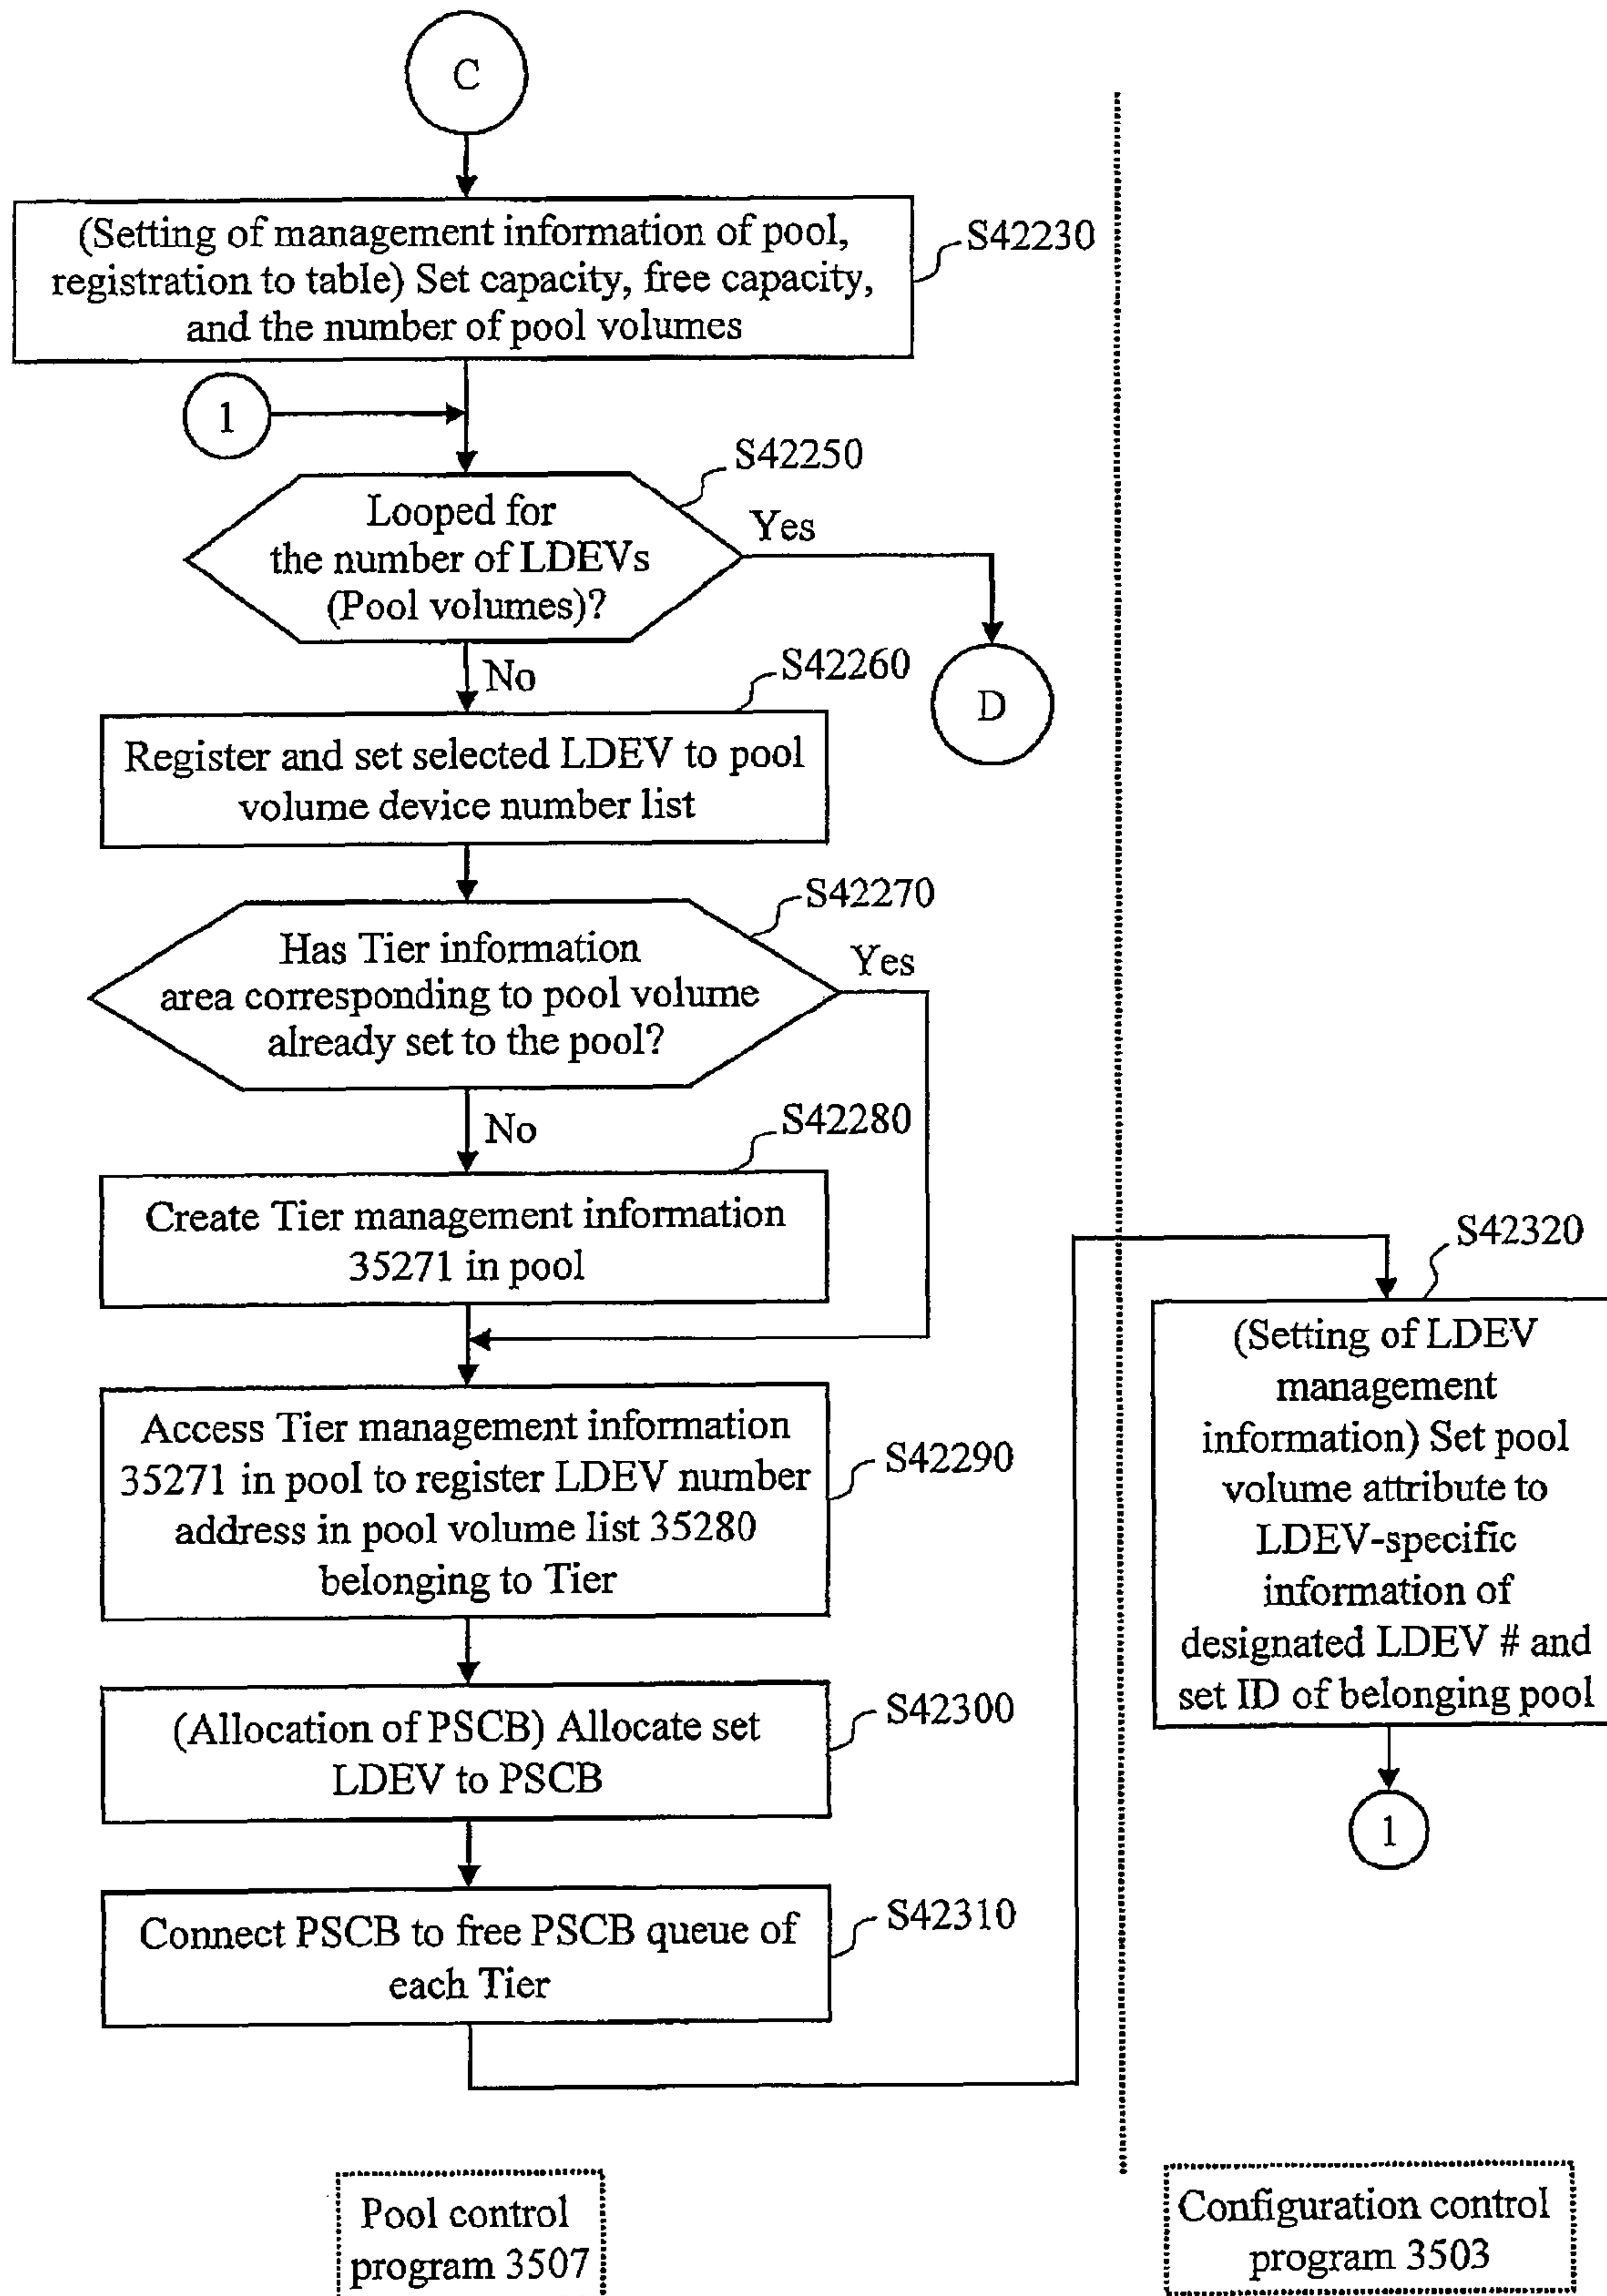 C
(Setting of management information of pool,
registration to table) Set capacity, free capacity,
and the number of pool volumes
S42230
1
S42250
Looped for
the number of LDEVs
(Pool volumes)?
Yes
D
No
S42260
Register and set selected LDEV to pool
volume device number list
S42270
Has Tier information
area corresponding to pool volume
already set to the pool?
Yes
No
S42280
Create Tier management information
35271 in pool
Access Tier management information
35271 in pool to register LDEV number
address in pool volume list 35280
belonging to Tier
S42290
(Allocation of PSCB) Allocate set
LDEV to PSCB
S42300
Connect PSCB to free PSCB queue of
each Tier
S42310
S42320
(Setting of LDEV
management
information) Set pool
volume attribute to
LDEV-specific
information of
designated LDEV # and
set ID of belonging pool
1
Pool control
program 3507
Configuration control
program 3503